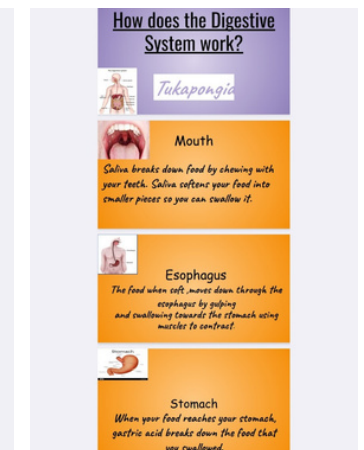 How does the Digestive
System work?
Tukapongia
Mouth
Saliva breaks down food by chewing with
your teeth. Saliva softens your food into
smaller pieces so you can swallow it.
Esophagus
The food when soft ,moves down through the
esophagus by gulping
and swallowing towards the stomach using
muscles to contract.
Stomach
When your food reaches your stomach,
gastric acid breaks down the food that
you swallowed.